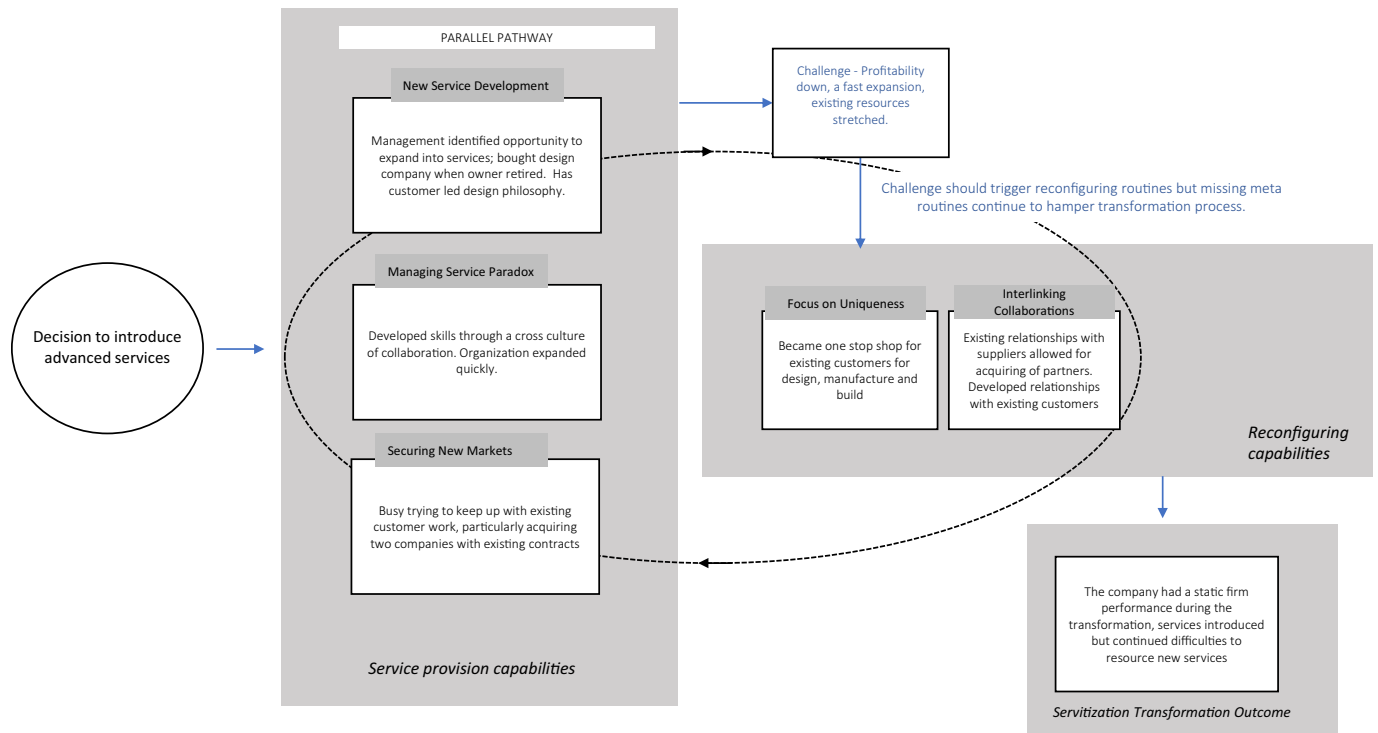 PARALLEL PATHWAY
New Service Development
Management identified opportunity to
expand into services; bought design
company when owner retired.  Has
customer led design philosophy.
Managing Service Paradox
Developed skills through a cross culture
of collaboration. Organization expanded
quickly.
Securing New Markets
Busy trying to keep up with existing
customer work, particularly acquiring
two companies with existing contracts
Service provision capabilities
Decision to introduce
advanced services
Challenge - Profitability
down, a fast expansion,
existing resources
stretched.
Challenge should trigger reconfiguring routines but missing meta
routines continue to hamper transformation process.
Focus on Uniqueness
Became one stop shop for
existing customers for
design, manufacture and
build
Interlinking
Collaborations
Existing relationships with
suppliers allowed for
acquiring of partners.
Developed relationships
with existing customers
Reconfiguring
capabilities
The company had a static firm
performance during the
transformation, services introduced
but continued difficulties to
resource new services
Servitization Transformation Outcome